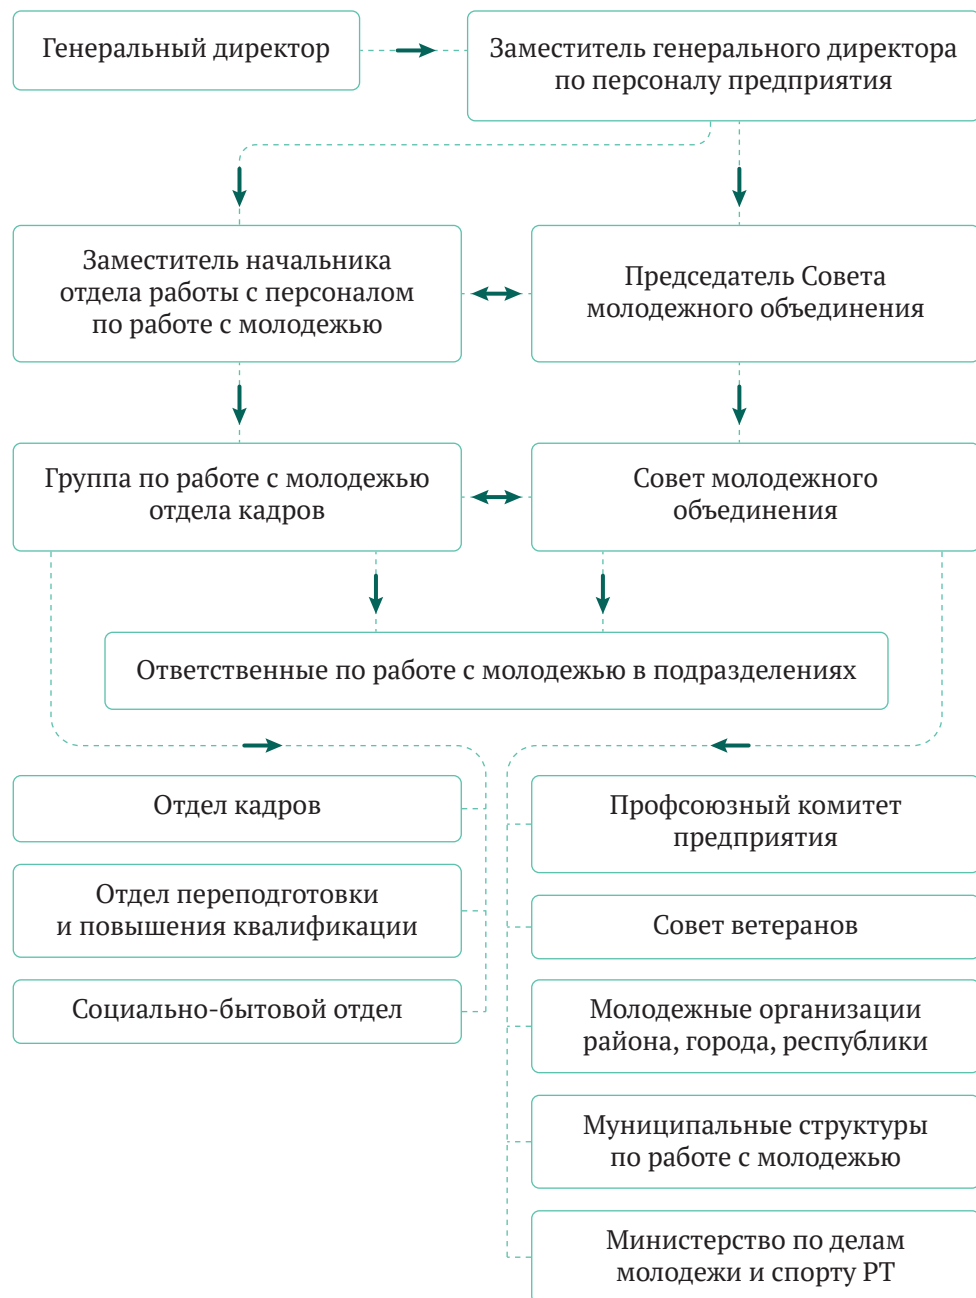 Генеральный директор
Заместитель генерального директора
по персоналу предприятия
Заместитель начальника
отдела работы с персоналом
по работе с молодежью
Председатель Совета
молодежного объединения
Группа по работе с молодежью
отдела кадров
Совет молодежного
объединения
Ответственные по работе с молодежью в подразделениях
Отдел кадров
Отдел переподготовки
и повышения квалификации
Социально-бытовой отдел
Профсоюзный комитет
предприятия
Совет ветеранов
Молодежные организации
района, города, республики
Муниципальные структуры
по работе с молодежью
Министерство по делам
молодежи и спорту РТ